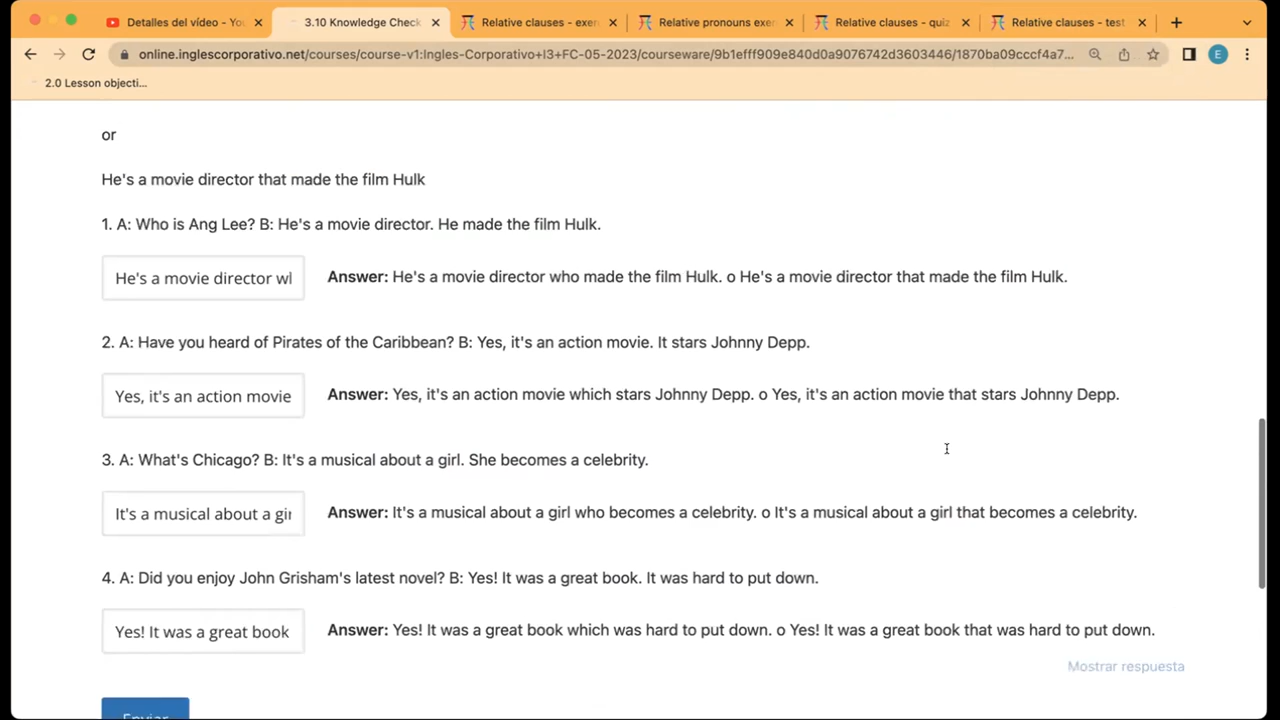 Detalles del vídeo - You
3.10 Knowledge Check
Relative clauses - exer
Relative pronouns exer
Relative clauses - quiz
Relative clauses - test
online.inglescorporativo.net/courses/course-v1:Ingles-Corporativo+I3+FC-05-2023/courseware/9b1efff909e840d0a9076742d3603446/1870ba09cccf4a7...
E
2.0 Lesson objecti...
or
He's a movie director that made the film Hulk
1. A: Who is Ang Lee? B: He's a movie director. He made the film Hulk.
He's a movie director wh
Answer: He's a movie director who made the film Hulk. o He's a movie director that made the film Hulk.
2. A: Have you heard of Pirates of the Caribbean? B: Yes, it's an action movie. It stars Johnny Depp.
Yes, it's an action movie
Answer: Yes, it's an action movie which stars Johnny Depp. o Yes, it's an action movie that stars Johnny Depp.
3. A: What's Chicago? B: It's a musical about a girl. She becomes a celebrity.
It's a musical about a gir
Answer: It's a musical about a girl who becomes a celebrity. o It's a musical about a girl that becomes a celebrity.
4. A: Did you enjoy John Grisham's latest novel? B: Yes! It was a great book. It was hard to put down.
Yes! It was a great book
Answer: Yes! It was a great book which was hard to put down. o Yes! It was a great book that was hard to put down.
Mostrar respuesta
Enviar